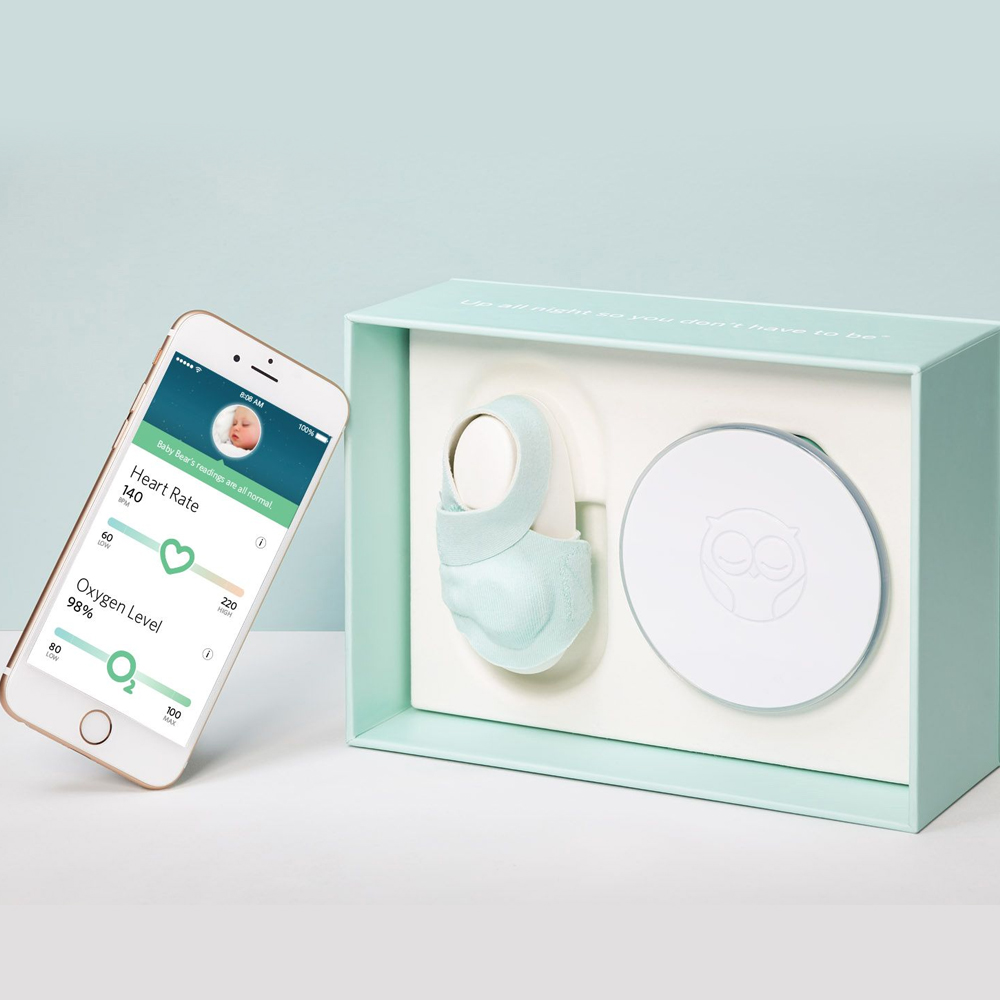 Up all night so you don't have to be™
8:08 AM
100%
Baby Bear's readings are all normal.
Heart Rate
140
BPM
60
LOW
220
HIGH
Oxygen Level
98%
80
LOW
O2
100
MAX